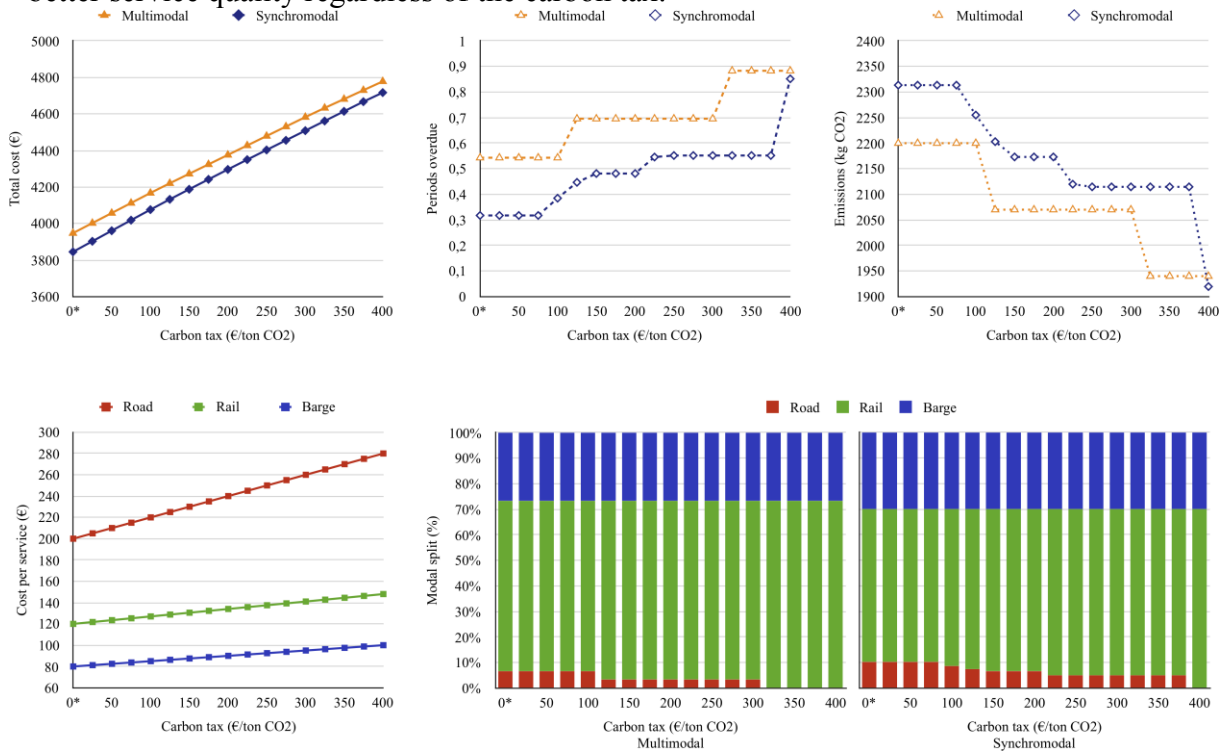 better service quality regardless of the carbon tax.
Multimodal Synchromodal
5000
4800
4600
4400
4200
4000
3800
3600
Total cost (€)
0* 50 100 150 200 250 300 350 400
Carbon tax (€/ton CO2)
Multimodal Synchromodal
1
0,9
0,8
0,7
0,6
0,5
0,4
0,3
0,2
0,1
0
Periods overdue
0* 50 100 150 200 250 300 350 400
Carbon tax (€/ton CO2)
Multimodal Synchromodal
2400
2350
2300
2250
2200
2150
2100
2050
2000
1950
1900
Emissions (kg CO2)
0* 50 100 150 200 250 300 350 400
Carbon tax (€/ton CO2)
Road Rail Barge
300
280
260
240
220
200
180
160
140
120
100
80
60
Cost per service (€)
0* 50 100 150 200 250 300 350 400
Carbon tax (€/ton CO2)
Road Rail Barge
100%
90%
80%
70%
60%
50%
40%
30%
20%
10%
0%
Modal split (%)
0* 50 100 150 200 250 300 350 400
Carbon tax (€/ton CO2)
Multimodal
0* 50 100 150 200 250 300 350 400
Carbon tax (€/ton CO2)
Synchromodal